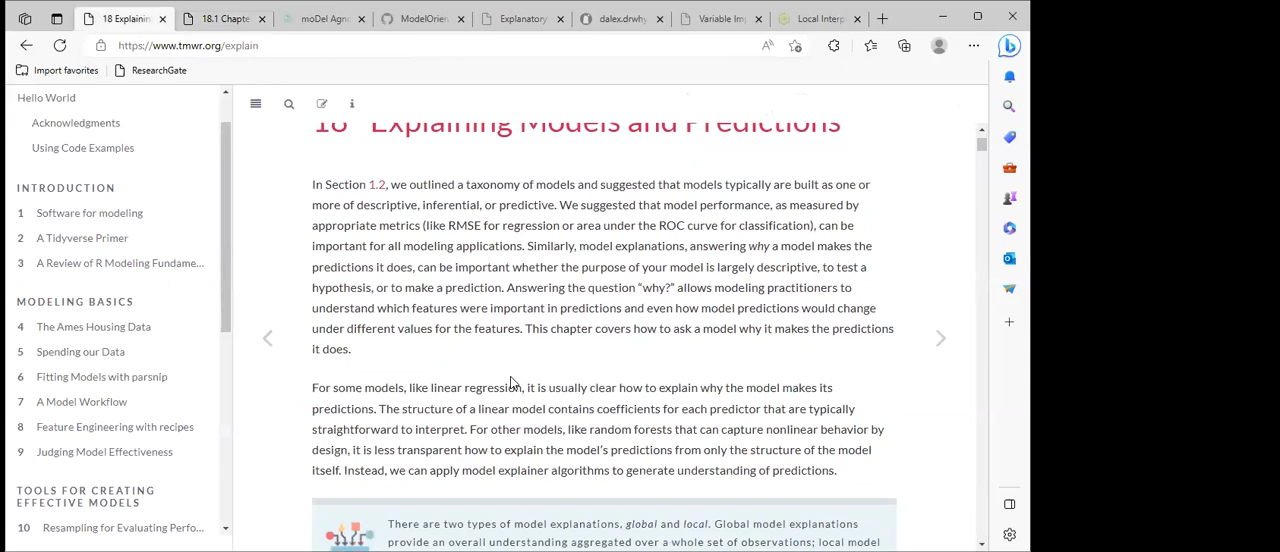 18 Explainin
18.1 Chapte
moDel Agno
ModelOrien
Explanatory
dalex.drwhy
Variable Imp
Local Interp
https://www.tmwr.org/explain
Import favorites
ResearchGate
Hello World
Acknowledgments
Using Code Examples
INTRODUCTION
1 Software for modeling
2 A Tidyverse Primer
3 A Review of R Modeling Fundame...
MODELING BASICS
4 The Ames Housing Data
5 Spending our Data
6 Fitting Models with parsnip
7 A Model Workflow
8 Feature Engineering with recipes
9 Judging Model Effectiveness
TOOLS FOR CREATING
EFFECTIVE MODELS
10 Resampling for Evaluating Perfo...
18 Explaining Models and Predictions
In Section 1.2, we outlined a taxonomy of models and suggested that models typically are built as one or
more of descriptive, inferential, or predictive. We suggested that model performance, as measured by
appropriate metrics (like RMSE for regression or area under the ROC curve for classification), can be
important for all modeling applications. Similarly, model explanations, answering why a model makes the
predictions it does, can be important whether the purpose of your model is largely descriptive, to test a
hypothesis, or to make a prediction. Answering the question “why?” allows modeling practitioners to
understand which features were important in predictions and even how model predictions would change
under different values for the features. This chapter covers how to ask a model why it makes the predictions
it does.
For some models, like linear regression, it is usually clear how to explain why the model makes its
predictions. The structure of a linear model contains coefficients for each predictor that are typically
straightforward to interpret. For other models, like random forests that can capture nonlinear behavior by
design, it is less transparent how to explain the model’s predictions from only the structure of the model
itself. Instead, we can apply model explainer algorithms to generate understanding of predictions.
There are two types of model explanations, global and local. Global model explanations
provide an overall understanding aggregated over a whole set of observations; local model